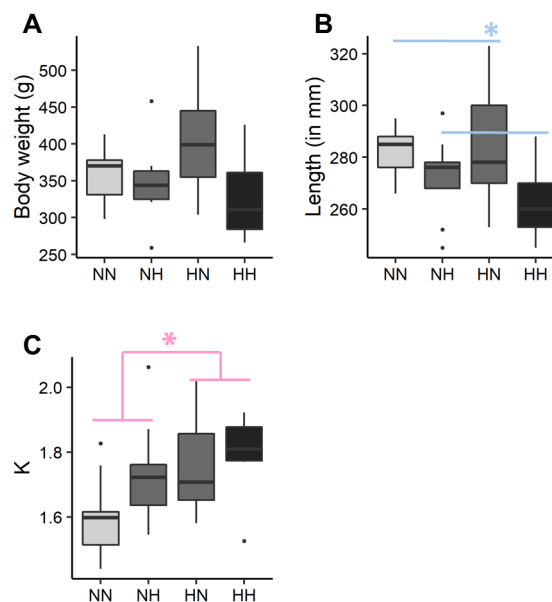 A
Body weight (g)
500
450
400
350
300
250
NN NH HN HH
B
*
Length (in mm)
320
300
280
260
NN NH HN HH
C
*
K
2.0
1.8
1.6
NN NH HN HH